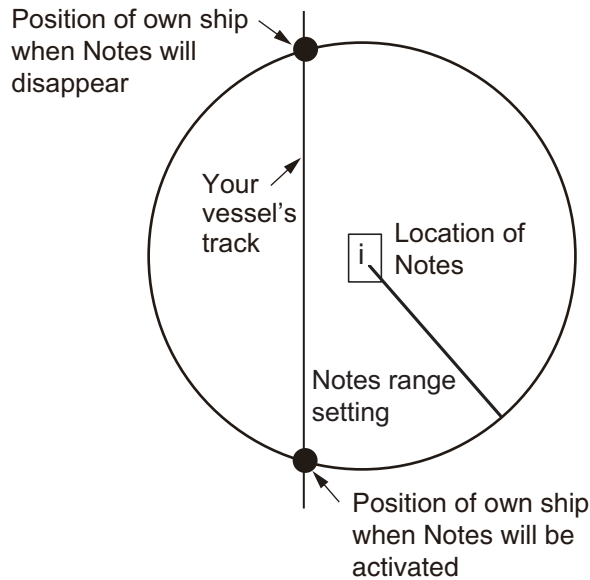 Position of own ship
when Notes will
disappear
Your
vessel's
track
i
Location of
Notes
Notes range
setting
Position of own ship
when Notes will be
activated